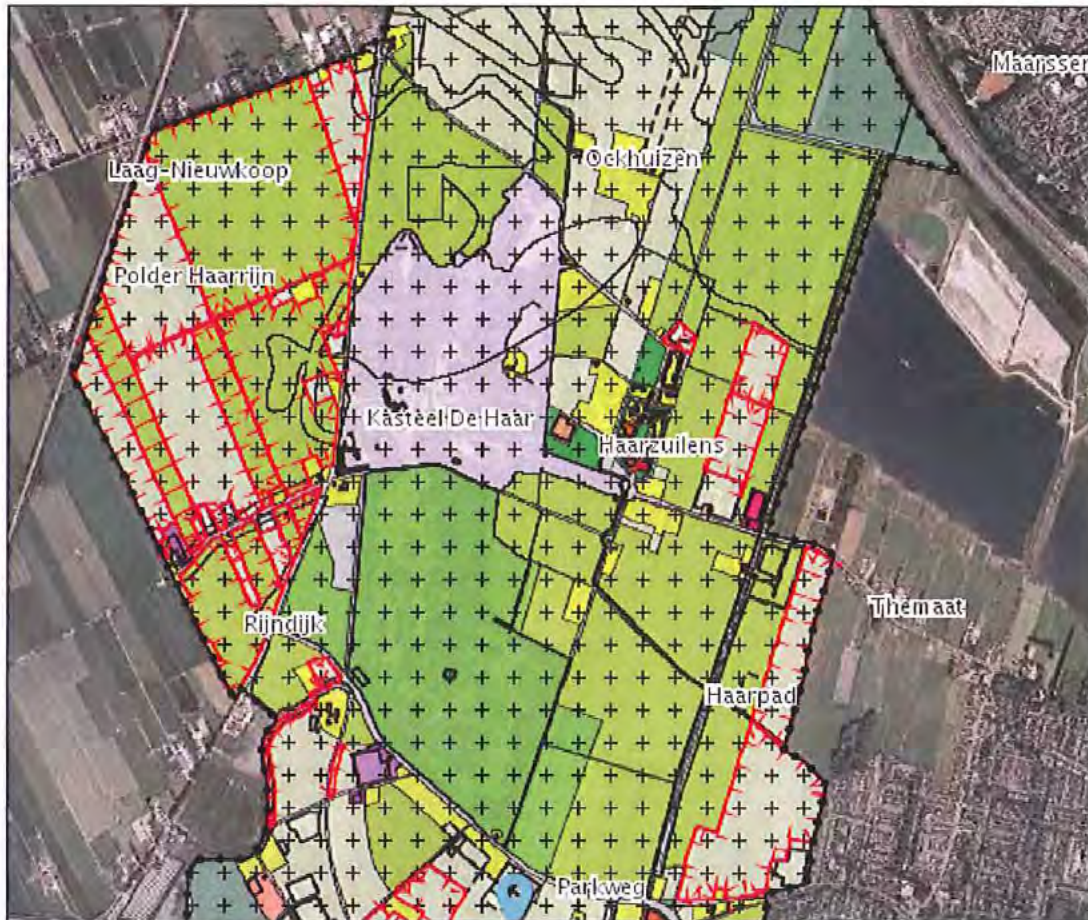 Maarssen
Ockhuizen
Laag-Nieuwkoop
Polder Haarrijn
Kasteel De Haar
Haarzuilens
Themaat
Rijndijk
Haarpad
Parkweg